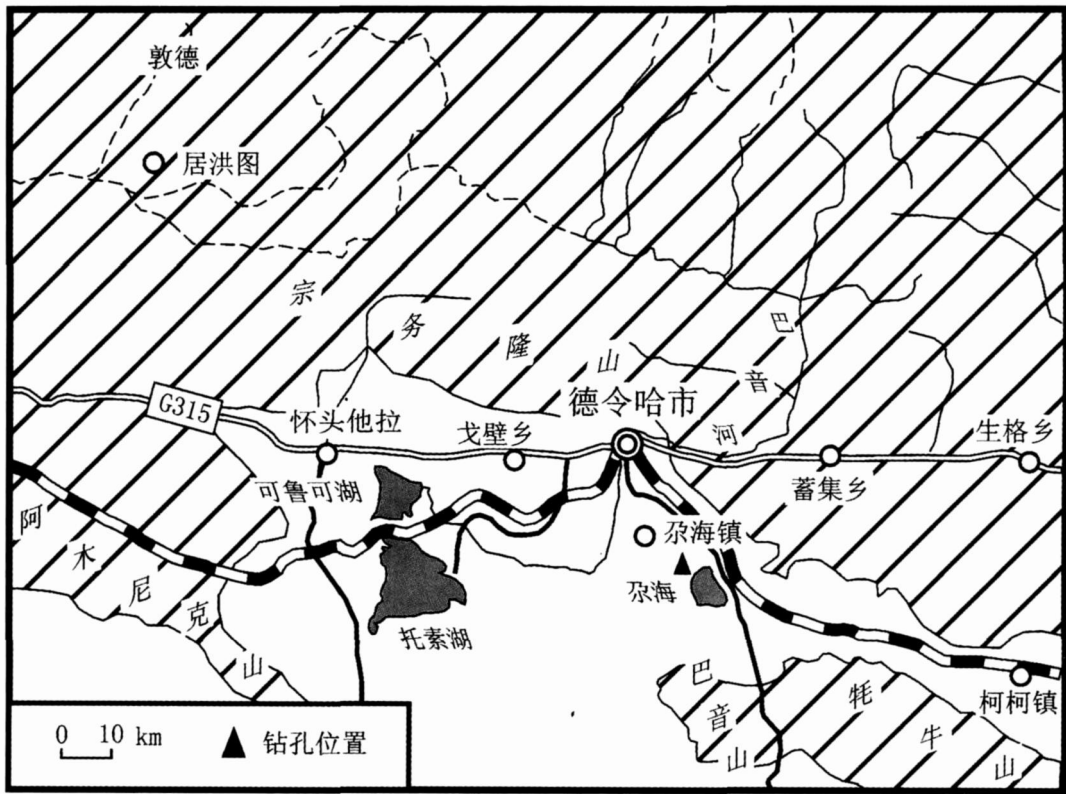 敦德
居洪图
宗务隆山
巴音河
G315
怀头他拉
戈壁乡
德令哈市
生格乡
蓄集乡
可鲁可湖
尕海镇
尕海
托素湖
阿木尼克山
巴音山
牦牛山
柯柯镇
0 10 km
钻孔位置